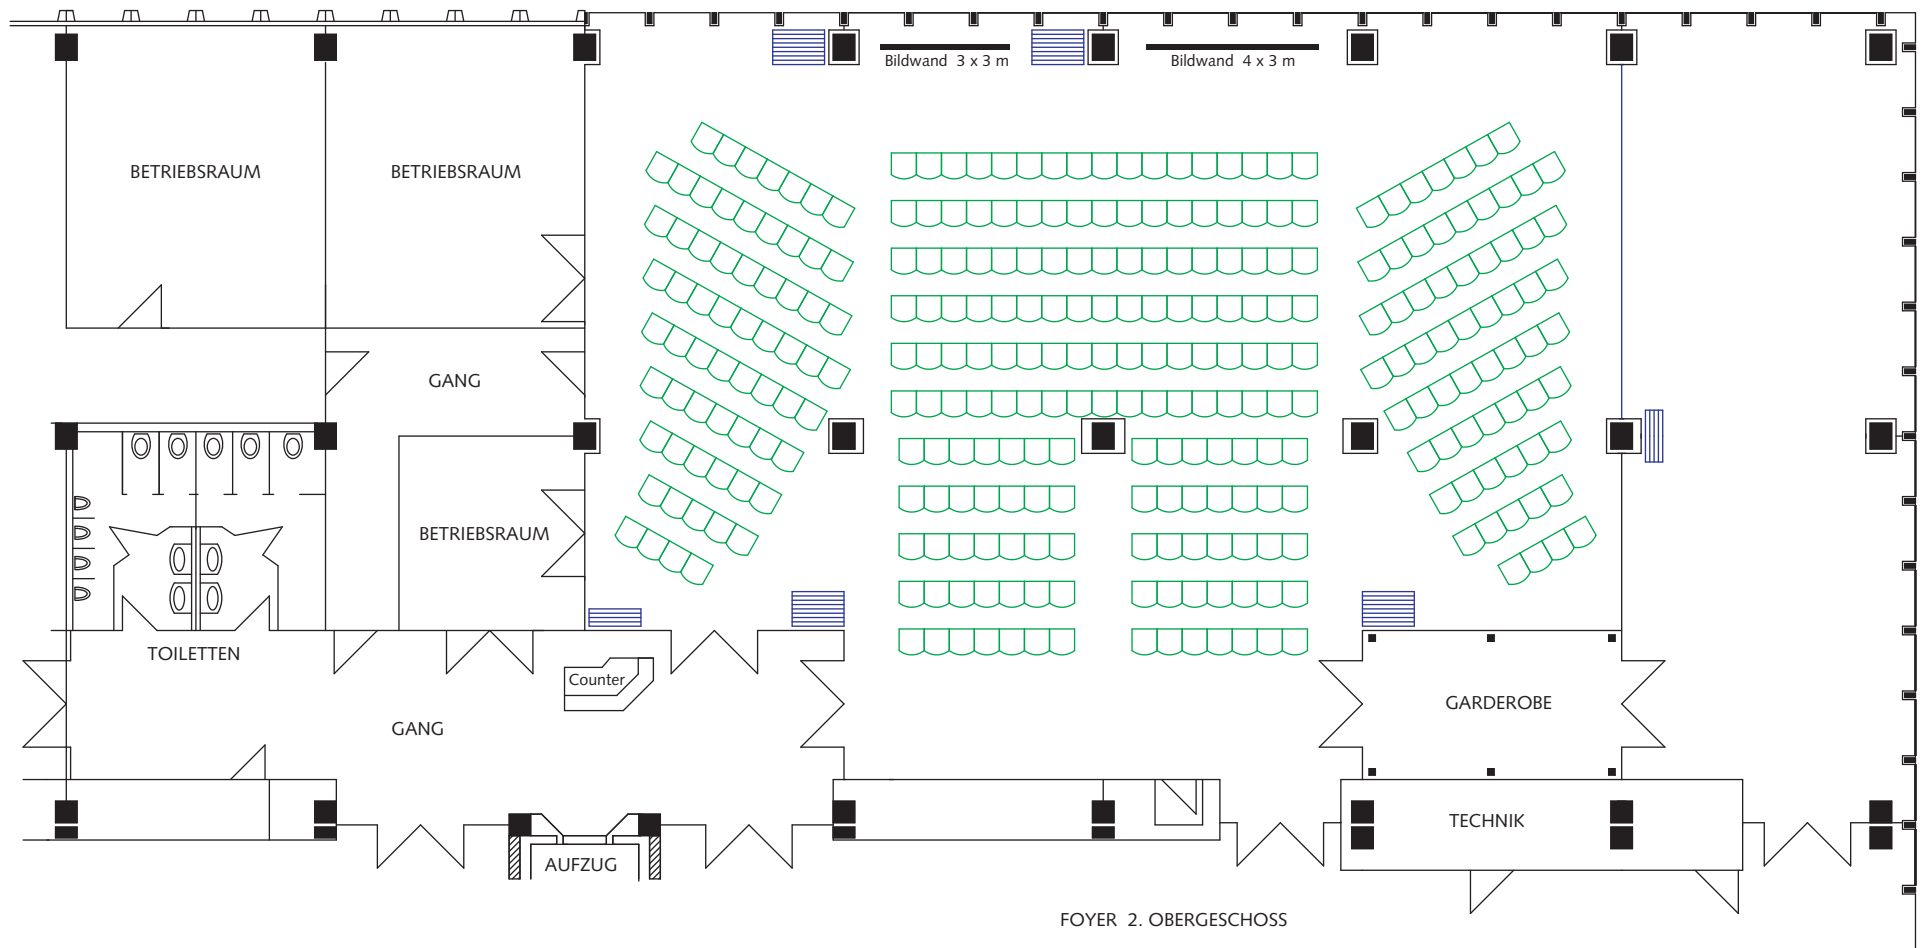 Bildwand 3 x 3 m
Bildwand 4 x 3 m
BETRIEBSRAUM
BETRIEBSRAUM
GANG
BETRIEBSRAUM
TOILETTEN
Counter
GANG
GARDEROBE
TECHNIK
AUFZUG
FOYER 2. OBERGESCHOSS